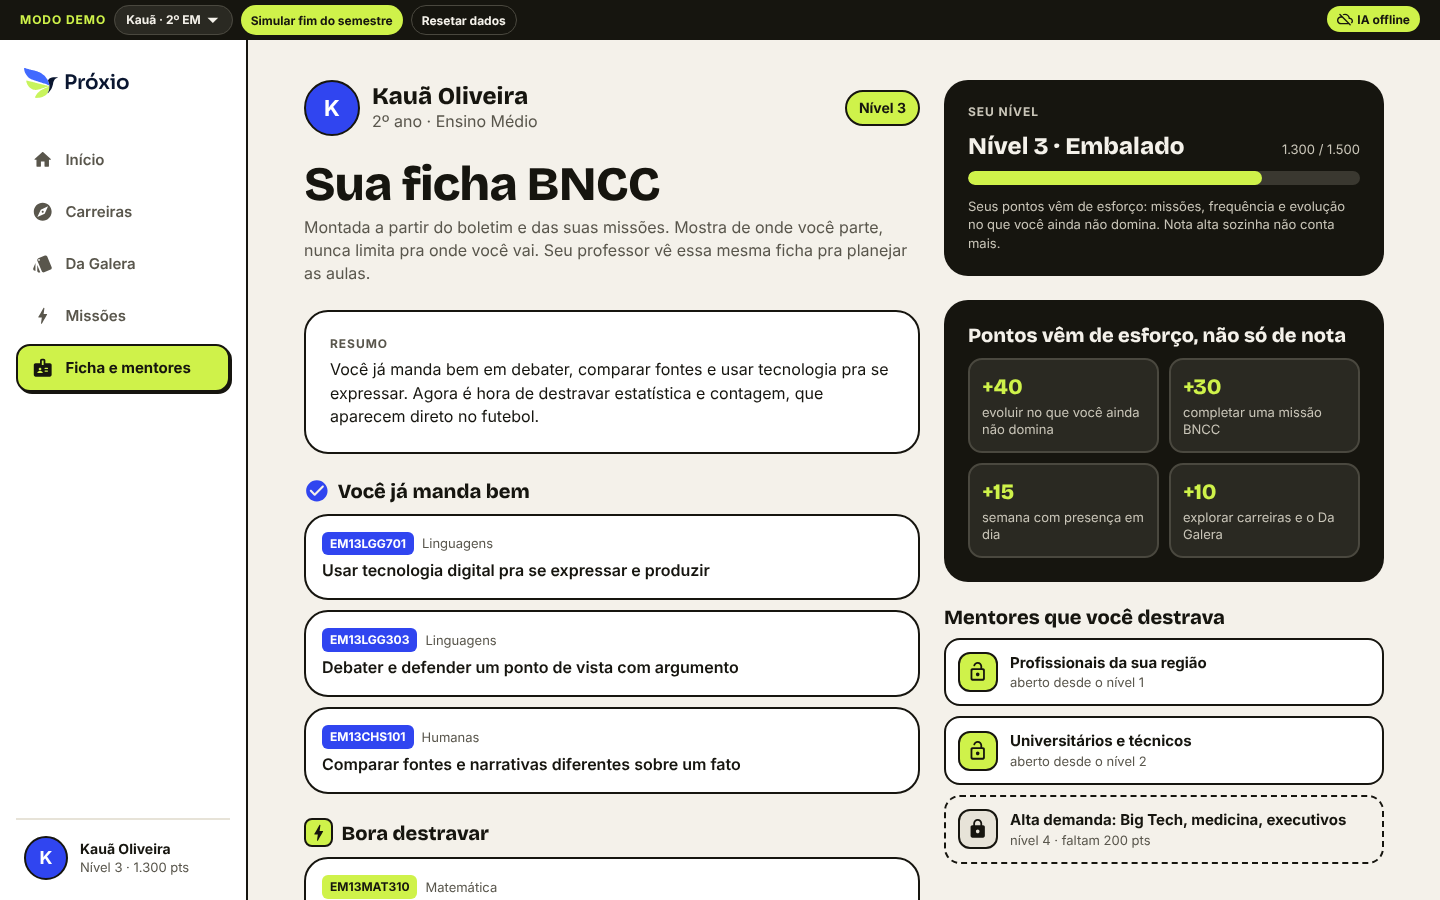 MODO DEMO
Kauã · 2º EM
Simular fim do semestre
Resetar dados
IA offline
Próxio
Início
Carreiras
Da Galera
Missões
Ficha e mentores
K
Kauã Oliveira
Nível 3 · 1.300 pts
K
Kauã Oliveira
2º ano · Ensino Médio
Nível 3
Sua ficha BNCC
Montada a partir do boletim e das suas missões. Mostra de onde você parte,
nunca limita pra onde você vai. Seu professor vê essa mesma ficha pra planejar
as aulas.
RESUMO
Você já manda bem em debater, comparar fontes e usar tecnologia pra se
expressar. Agora é hora de destravar estatística e contagem, que
aparecem direto no futebol.
Você já manda bem
EM13LGG701 Linguagens
Usar tecnologia digital pra se expressar e produzir
EM13LGG303 Linguagens
Debater e defender um ponto de vista com argumento
EM13CHS101 Humanas
Comparar fontes e narrativas diferentes sobre um fato
Bora destravar
EM13MAT310 Matemática
SEU NÍVEL
Nível 3 · Embalado
1.300 / 1.500
Seus pontos vêm de esforço: missões, frequência e evolução
no que você ainda não domina. Nota alta sozinha não conta
mais.
Pontos vêm de esforço, não só de nota
+40
evoluir no que você ainda
não domina
+30
completar uma missão
BNCC
+15
semana com presença em
dia
+10
explorar carreiras e o Da
Galera
Mentores que você destrava
Profissionais da sua região
aberto desde o nível 1
Universitários e técnicos
aberto desde o nível 2
Alta demanda: Big Tech, medicina, executivos
nível 4 · faltam 200 pts